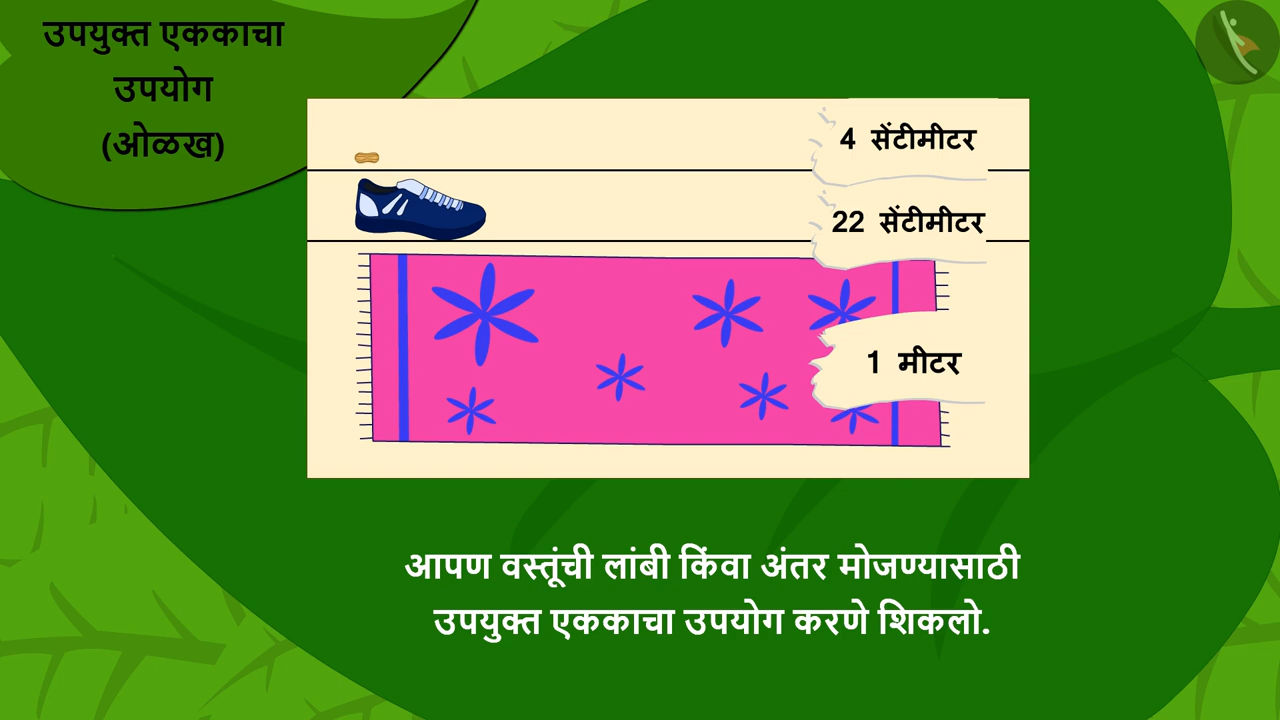 उपयुक्त एककाचा
उपयोग
(ओळख)
4 सेंटीमीटर
22 सेंटीमीटर
1 मीटर
आपण वस्तूंची लांबी किंवा अंतर मोजण्यासाठी
उपयुक्त एककाचा उपयोग करणे शिकलो.